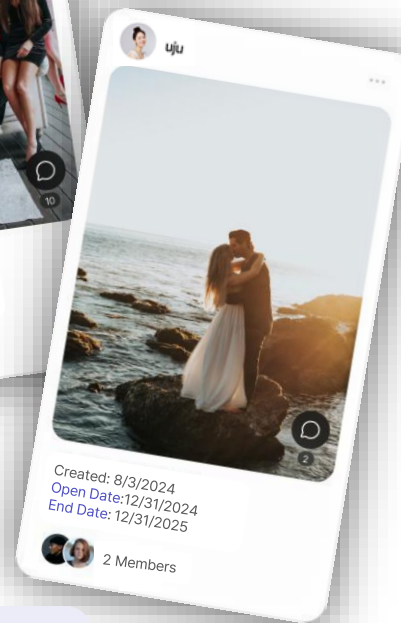 uju
10
2
Created: 8/3/2024
Open Date:12/31/2024
End Date: 12/31/2025
2 Members